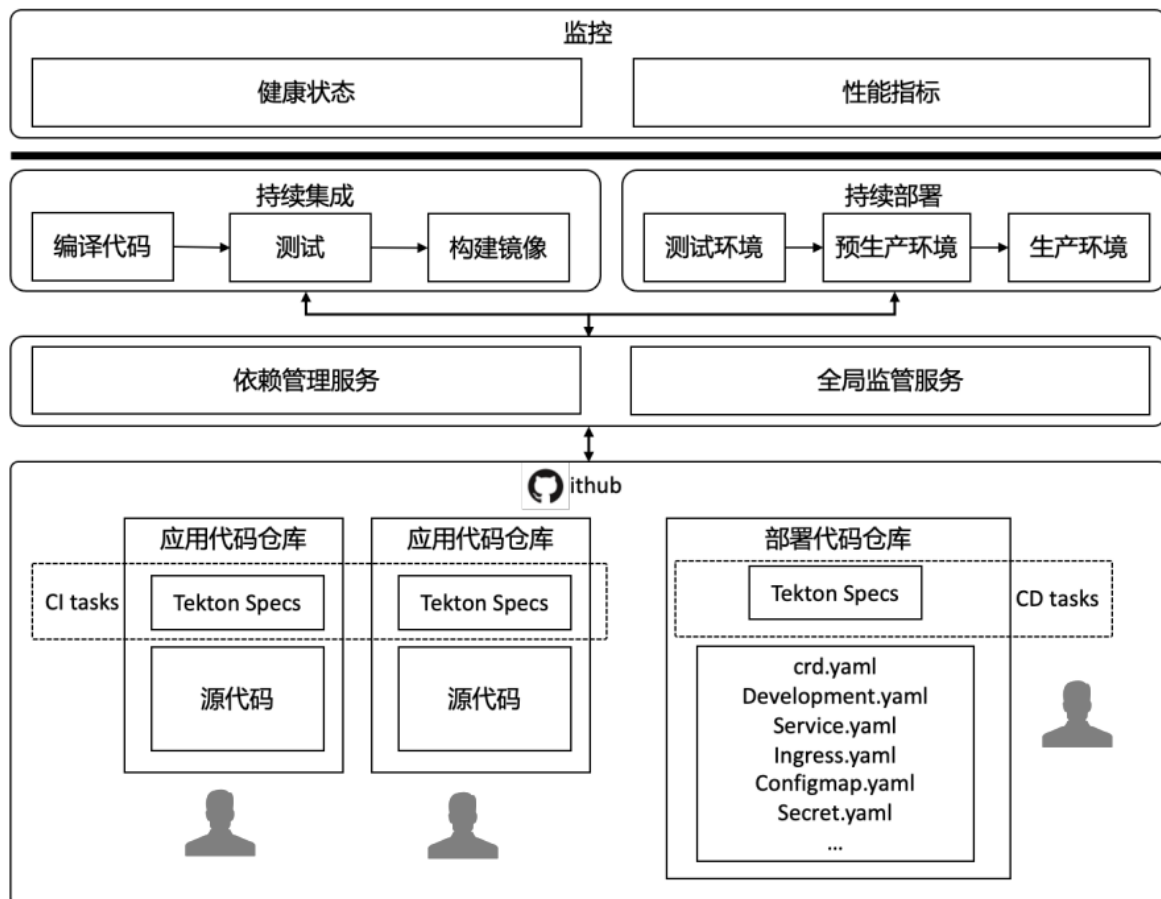 监控
健康状态
性能指标
持续集成
编译代码
测试
构建镜像
持续部署
测试环境
预生产环境
生产环境
依赖管理服务
全局监管服务
ithub
应用代码仓库
应用代码仓库
部署代码仓库
CI tasks
Tekton Specs
Tekton Specs
Tekton Specs
CD tasks
源代码
源代码
crd.yaml
Development.yaml
Service.yaml
Ingress.yaml
Configmap.yaml
Secret.yaml
...